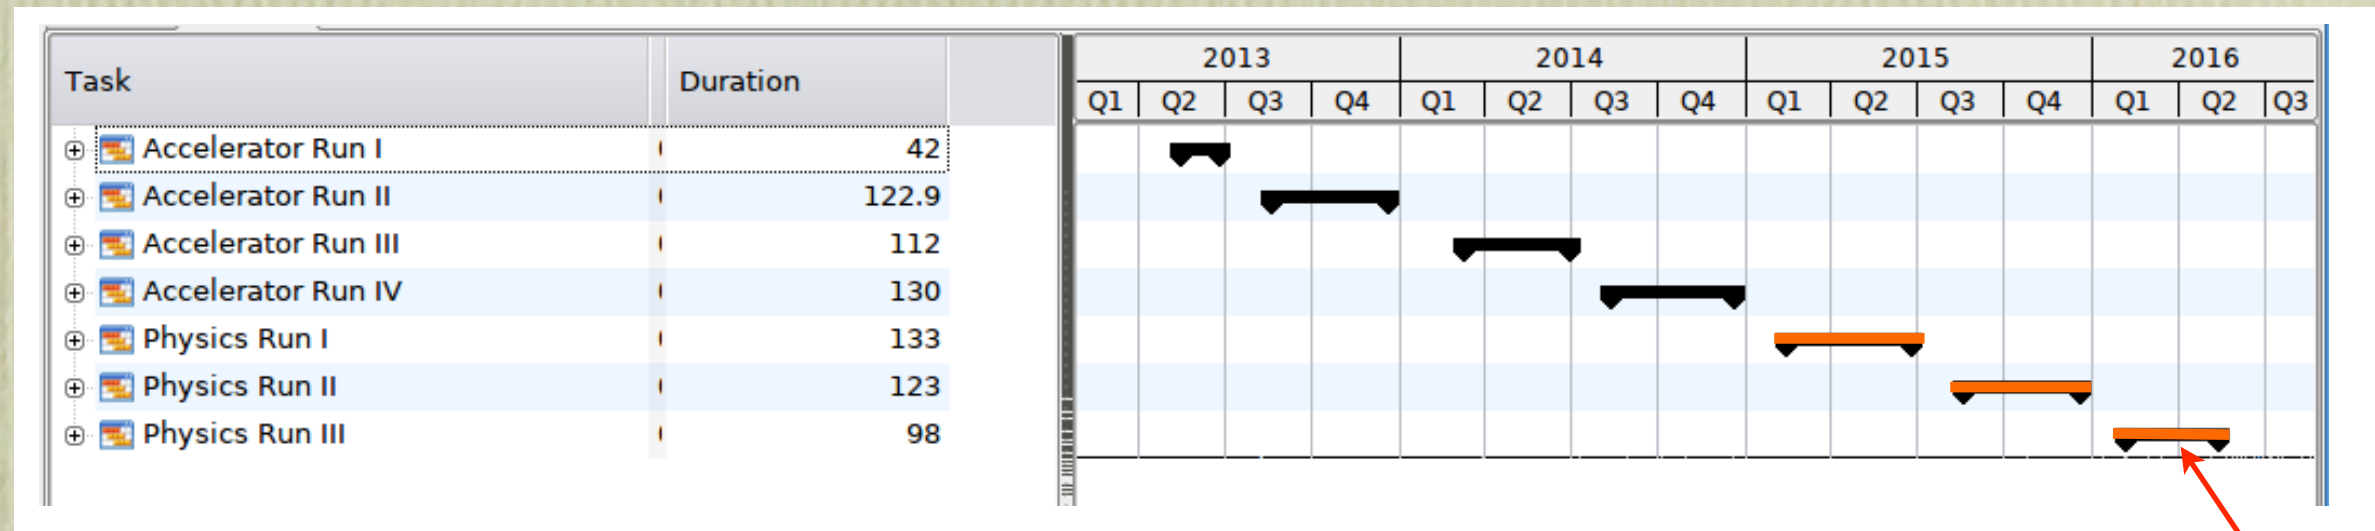 Task Duration 2013 2014 2015 2016
Q1 Q2 Q3 Q4 Q1 Q2 Q3 Q4 Q1 Q2 Q3 Q4 Q1 Q2 Q3
Accelerator Run I 42
Accelerator Run II 122.9
Accelerator Run III 112
Accelerator Run IV 130
Physics Run I 133
Physics Run II 123
Physics Run III 98